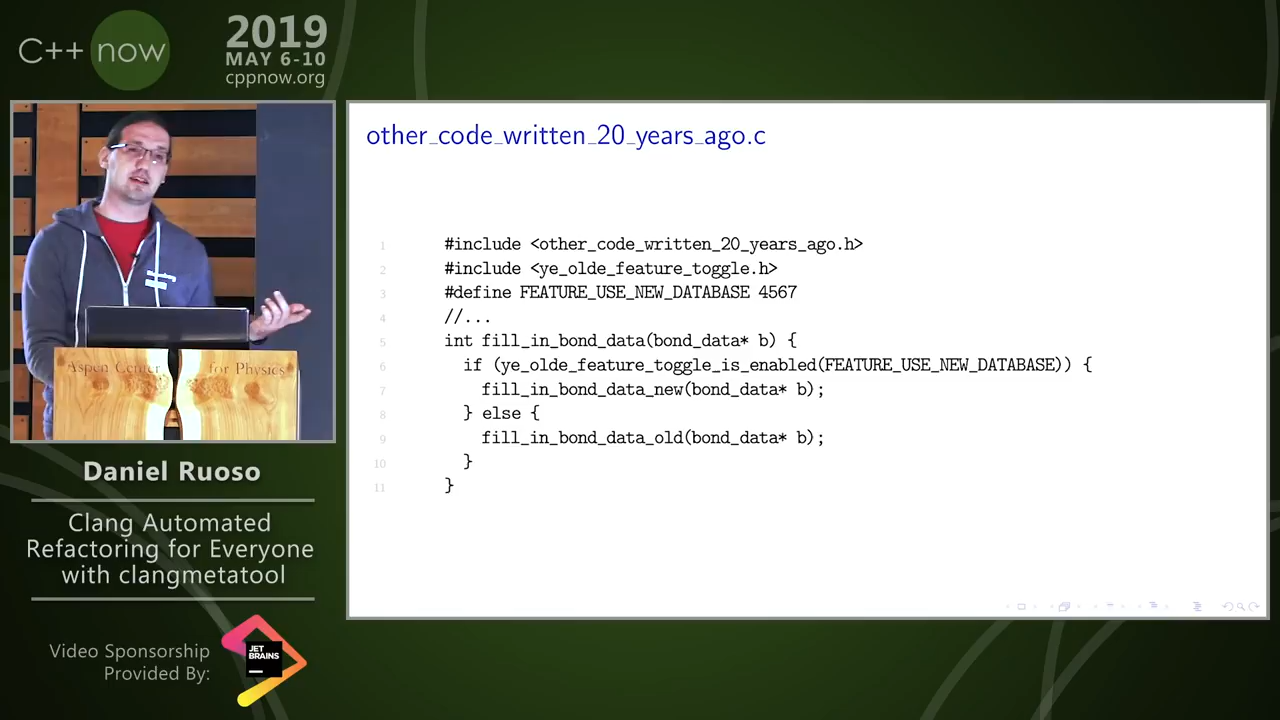 C++ now
2019
MAY 6-10
cppnow.org
Aspen Center for Physics
Daniel Ruoso
Clang Automated
Refactoring for Everyone
with clangmetatool
Video Sponsorship
Provided By:
JET
BRAINS
other_code_written_20_years_ago.c
1 #include <other_code_written_20_years_ago.h>
2 #include <ye_olde_feature_toggle.h>
3 #define FEATURE_USE_NEW_DATABASE 4567
4 //...
5 int fill_in_bond_data(bond_data* b) {
6 if (ye_olde_feature_toggle_is_enabled(FEATURE_USE_NEW_DATABASE)) {
7 fill_in_bond_data_new(bond_data* b);
8 } else {
9 fill_in_bond_data_old(bond_data* b);
10 }
11 }